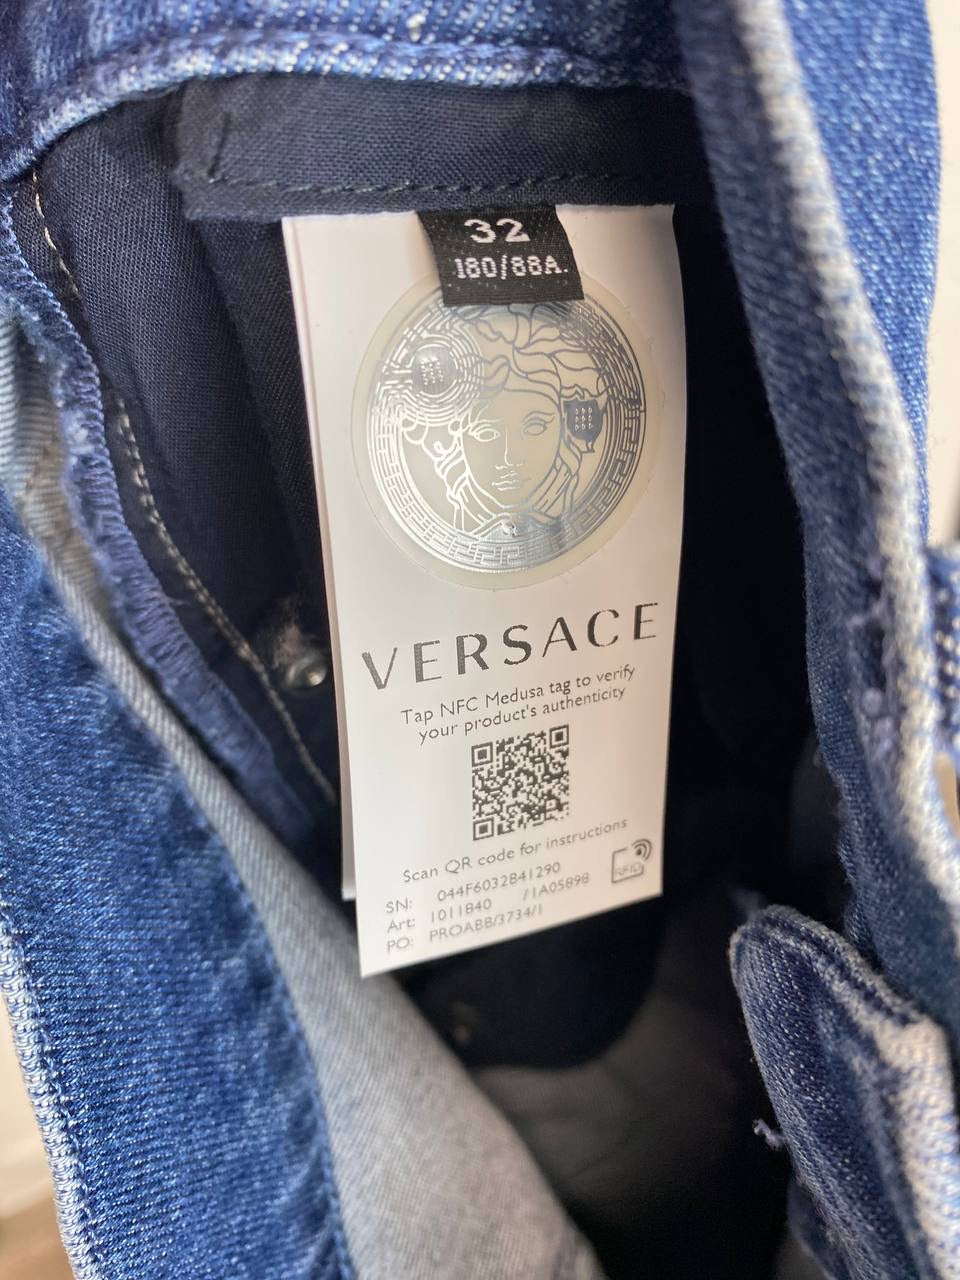 32
180/88A.
VERSACE
Tap NFC Medusa tag to verify
your product's authenticity
Scan QR code for instructions
RFID
SN: 044F6032B41290
Art: 1011840 /1A05898
PO: PROABB/3734/1